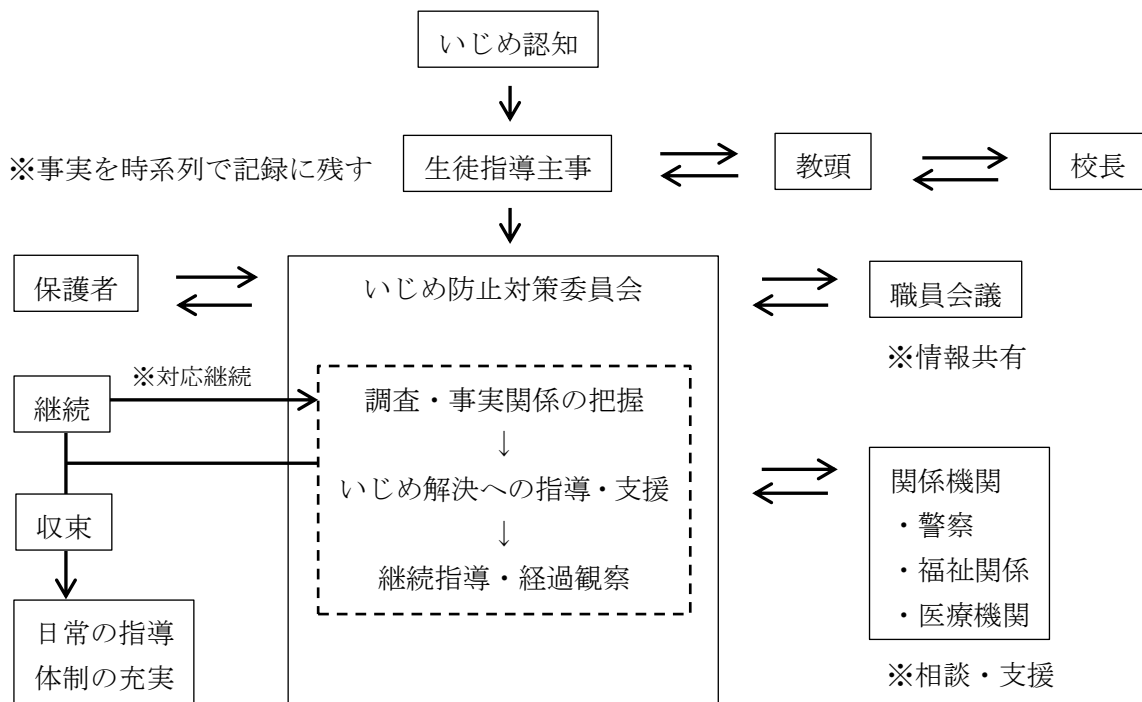 いじめ認知
↓
※事実を時系列で記録に残す
生徒指導主事
教頭
校長
保護者
いじめ防止対策委員会
職員会議
※情報共有
※対応継続
継続
調査・事実関係の把握
↓
いじめ解決への指導・支援
↓
継続指導・経過観察
収束
日常の指導
体制の充実
関係機関
・警察
・福祉関係
・医療機関
※相談・支援